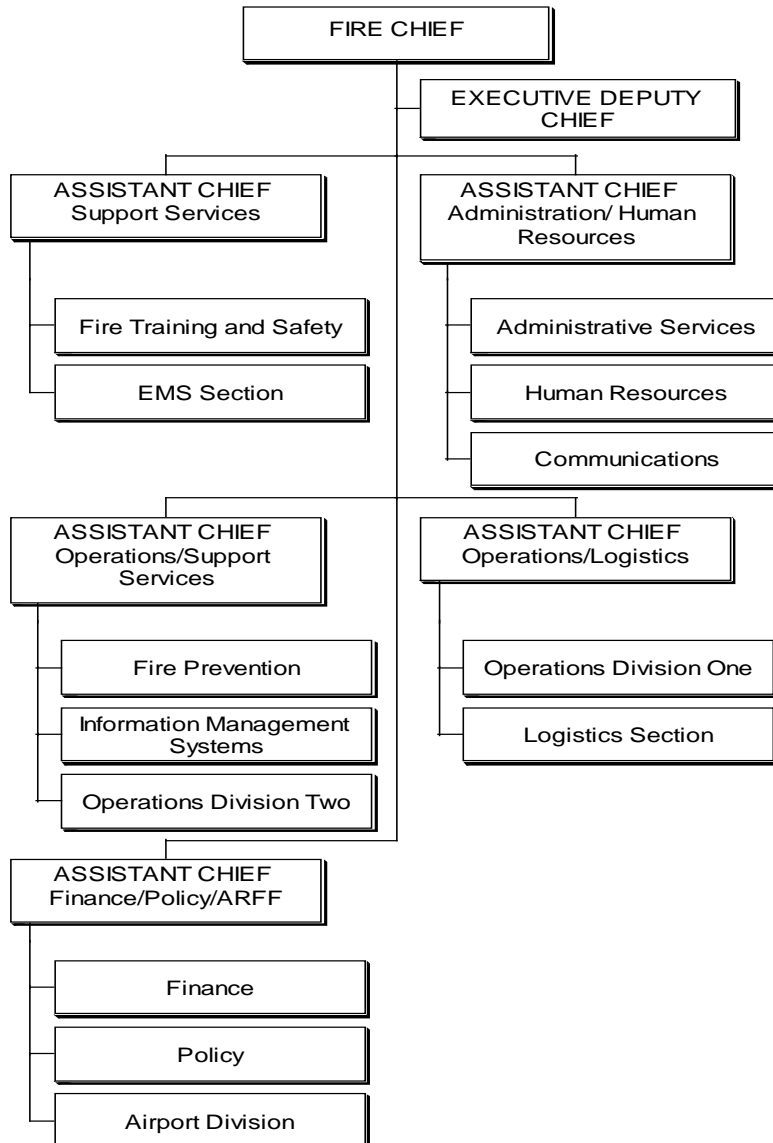 FIRE CHIEF
EXECUTIVE DEPUTY
CHIEF
ASSISTANT CHIEF
Support Services
ASSISTANT CHIEF
Administration/ Human
Resources
Fire Training and Safety
EMS Section
Administrative Services
Human Resources
Communications
ASSISTANT CHIEF
Operations/Support
Services
ASSISTANT CHIEF
Operations/Logistics
Fire Prevention
Information Management
Systems
Operations Division Two
Operations Division One
Logistics Section
ASSISTANT CHIEF
Finance/Policy/ARFF
Finance
Policy
Airport Division